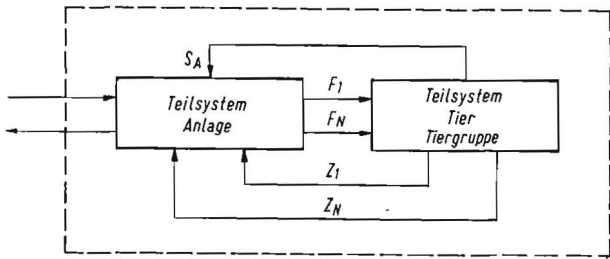 S_A
Teilsystem
Anlage
F_1
F_N
Teilsystem
Tier
Tiergruppe
Z_1
Z_N